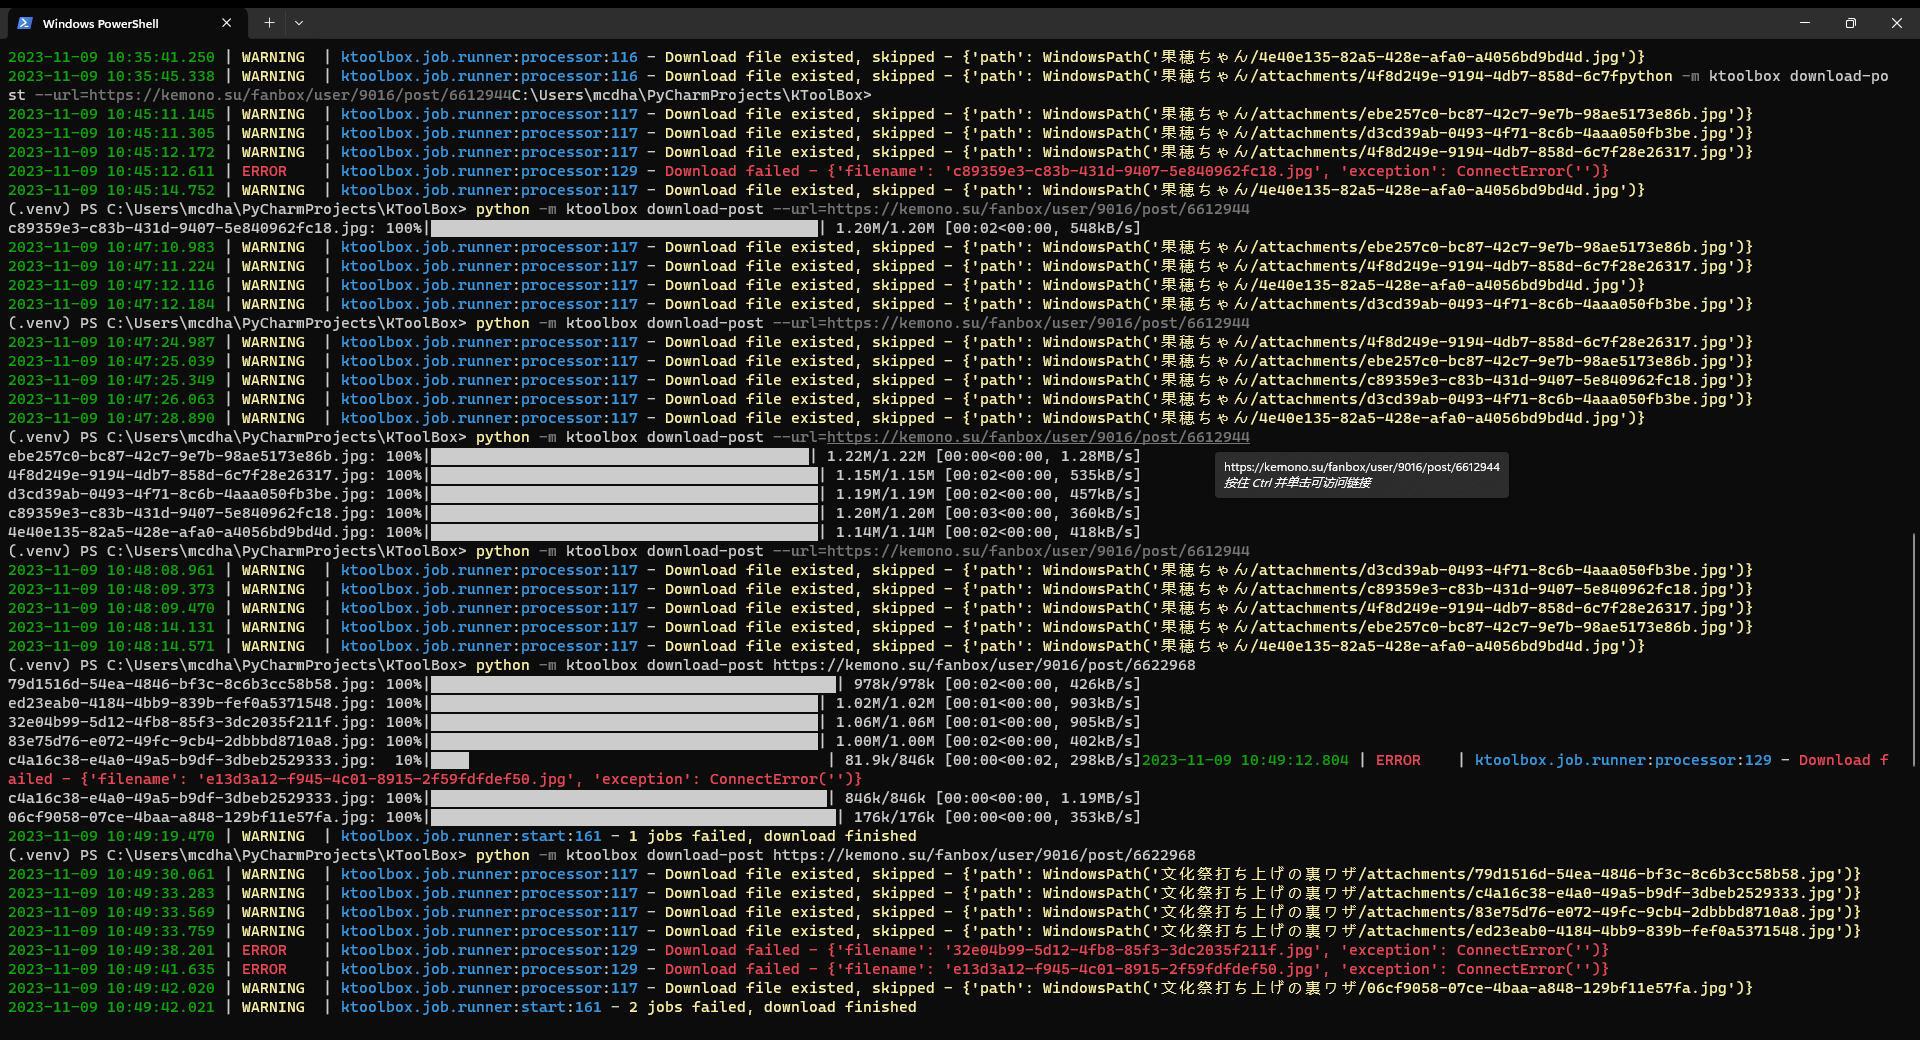 Windows PowerShell
2023-11-09 10:35:41.250 | WARNING  | ktoolbox.job.runner:processor:116 - Download file existed, skipped - {'path': WindowsPath('果穂ちゃん/4e40e135-82a5-428e-afa0-a4056bd9bd4d.jpg')}
2023-11-09 10:35:45.338 | WARNING  | ktoolbox.job.runner:processor:116 - Download file existed, skipped - {'path': WindowsPath('果穂ちゃん/attachments/4f8d249e-9194-4db7-858d-6c7fpython -m ktoolbox download-po
st --url=https://kemono.su/fanbox/user/9016/post/6612944C:\Users\mcdha\PyCharmProjects\KToolBox>
2023-11-09 10:45:11.145 | WARNING  | ktoolbox.job.runner:processor:117 - Download file existed, skipped - {'path': WindowsPath('果穂ちゃん/attachments/ebe257c0-bc87-42c7-9e7b-98ae5173e86b.jpg')}
2023-11-09 10:45:11.305 | WARNING  | ktoolbox.job.runner:processor:117 - Download file existed, skipped - {'path': WindowsPath('果穂ちゃん/attachments/d3cd39ab-0493-4f71-8c6b-4aaa050fb3be.jpg')}
2023-11-09 10:45:12.172 | WARNING  | ktoolbox.job.runner:processor:117 - Download file existed, skipped - {'path': WindowsPath('果穂ちゃん/attachments/4f8d249e-9194-4db7-858d-6c7f28e26317.jpg')}
2023-11-09 10:45:12.611 | ERROR    | ktoolbox.job.runner:processor:129 - Download failed - {'filename': 'c89359e3-c83b-431d-9407-5e840962fc18.jpg', 'exception': ConnectError('')}
2023-11-09 10:45:14.752 | WARNING  | ktoolbox.job.runner:processor:117 - Download file existed, skipped - {'path': WindowsPath('果穂ちゃん/4e40e135-82a5-428e-afa0-a4056bd9bd4d.jpg')}
(.venv) PS C:\Users\mcdha\PyCharmProjects\KToolBox> python -m ktoolbox download-post --url=https://kemono.su/fanbox/user/9016/post/6612944
c89359e3-c83b-431d-9407-5e840962fc18.jpg: 100%| | 1.20M/1.20M [00:02<00:00, 548kB/s]
2023-11-09 10:47:10.983 | WARNING  | ktoolbox.job.runner:processor:117 - Download file existed, skipped - {'path': WindowsPath('果穂ちゃん/attachments/ebe257c0-bc87-42c7-9e7b-98ae5173e86b.jpg')}
2023-11-09 10:47:11.224 | WARNING  | ktoolbox.job.runner:processor:117 - Download file existed, skipped - {'path': WindowsPath('果穂ちゃん/attachments/4f8d249e-9194-4db7-858d-6c7f28e26317.jpg')}
2023-11-09 10:47:12.116 | WARNING  | ktoolbox.job.runner:processor:117 - Download file existed, skipped - {'path': WindowsPath('果穂ちゃん/4e40e135-82a5-428e-afa0-a4056bd9bd4d.jpg')}
2023-11-09 10:47:12.184 | WARNING  | ktoolbox.job.runner:processor:117 - Download file existed, skipped - {'path': WindowsPath('果穂ちゃん/attachments/d3cd39ab-0493-4f71-8c6b-4aaa050fb3be.jpg')}
(.venv) PS C:\Users\mcdha\PyCharmProjects\KToolBox> python -m ktoolbox download-post --url=https://kemono.su/fanbox/user/9016/post/6612944
2023-11-09 10:47:24.987 | WARNING  | ktoolbox.job.runner:processor:117 - Download file existed, skipped - {'path': WindowsPath('果穂ちゃん/attachments/4f8d249e-9194-4db7-858d-6c7f28e26317.jpg')}
2023-11-09 10:47:25.039 | WARNING  | ktoolbox.job.runner:processor:117 - Download file existed, skipped - {'path': WindowsPath('果穂ちゃん/attachments/ebe257c0-bc87-42c7-9e7b-98ae5173e86b.jpg')}
2023-11-09 10:47:25.349 | WARNING  | ktoolbox.job.runner:processor:117 - Download file existed, skipped - {'path': WindowsPath('果穂ちゃん/attachments/c89359e3-c83b-431d-9407-5e840962fc18.jpg')}
2023-11-09 10:47:26.063 | WARNING  | ktoolbox.job.runner:processor:117 - Download file existed, skipped - {'path': WindowsPath('果穂ちゃん/attachments/d3cd39ab-0493-4f71-8c6b-4aaa050fb3be.jpg')}
2023-11-09 10:47:28.890 | WARNING  | ktoolbox.job.runner:processor:117 - Download file existed, skipped - {'path': WindowsPath('果穂ちゃん/4e40e135-82a5-428e-afa0-a4056bd9bd4d.jpg')}
(.venv) PS C:\Users\mcdha\PyCharmProjects\KToolBox> python -m ktoolbox download-post --url=https://kemono.su/fanbox/user/9016/post/6612944
ebe257c0-bc87-42c7-9e7b-98ae5173e86b.jpg: 100%| | 1.22M/1.22M [00:00<00:00, 1.28MB/s]
https://kemono.su/fanbox/user/9016/post/6612944
按住 Ctrl 并单击可访问链接
4f8d249e-9194-4db7-858d-6c7f28e26317.jpg: 100%| | 1.15M/1.15M [00:02<00:00, 535kB/s]
d3cd39ab-0493-4f71-8c6b-4aaa050fb3be.jpg: 100%| | 1.19M/1.19M [00:02<00:00, 457kB/s]
c89359e3-c83b-431d-9407-5e840962fc18.jpg: 100%| | 1.20M/1.20M [00:03<00:00, 360kB/s]
4e40e135-82a5-428e-afa0-a4056bd9bd4d.jpg: 100%| | 1.14M/1.14M [00:02<00:00, 418kB/s]
(.venv) PS C:\Users\mcdha\PyCharmProjects\KToolBox> python -m ktoolbox download-post --url=https://kemono.su/fanbox/user/9016/post/6612944
2023-11-09 10:48:08.961 | WARNING  | ktoolbox.job.runner:processor:117 - Download file existed, skipped - {'path': WindowsPath('果穂ちゃん/attachments/d3cd39ab-0493-4f71-8c6b-4aaa050fb3be.jpg')}
2023-11-09 10:48:09.373 | WARNING  | ktoolbox.job.runner:processor:117 - Download file existed, skipped - {'path': WindowsPath('果穂ちゃん/attachments/c89359e3-c83b-431d-9407-5e840962fc18.jpg')}
2023-11-09 10:48:09.470 | WARNING  | ktoolbox.job.runner:processor:117 - Download file existed, skipped - {'path': WindowsPath('果穂ちゃん/attachments/4f8d249e-9194-4db7-858d-6c7f28e26317.jpg')}
2023-11-09 10:48:14.131 | WARNING  | ktoolbox.job.runner:processor:117 - Download file existed, skipped - {'path': WindowsPath('果穂ちゃん/attachments/ebe257c0-bc87-42c7-9e7b-98ae5173e86b.jpg')}
2023-11-09 10:48:14.571 | WARNING  | ktoolbox.job.runner:processor:117 - Download file existed, skipped - {'path': WindowsPath('果穂ちゃん/4e40e135-82a5-428e-afa0-a4056bd9bd4d.jpg')}
(.venv) PS C:\Users\mcdha\PyCharmProjects\KToolBox> python -m ktoolbox download-post https://kemono.su/fanbox/user/9016/post/6622968
79d1516d-54ea-4846-bf3c-8c6b3cc58b58.jpg: 100%| | 978k/978k [00:02<00:00, 426kB/s]
ed23eab0-4184-4bb9-839b-fef0a5371548.jpg: 100%| | 1.02M/1.02M [00:01<00:00, 903kB/s]
32e04b99-5d12-4fb8-85f3-3dc2035f211f.jpg: 100%| | 1.06M/1.06M [00:01<00:00, 905kB/s]
83e75d76-e072-49fc-9cb4-2dbbbd8710a8.jpg: 100%| | 1.00M/1.00M [00:02<00:00, 402kB/s]
c4a16c38-e4a0-49a5-b9df-3dbeb2529333.jpg:  10%| | 81.9k/846k [00:00<00:02, 298kB/s]2023-11-09 10:49:12.804 | ERROR    | ktoolbox.job.runner:processor:129 - Download f
ailed - {'filename': 'e13d3a12-f945-4c01-8915-2f59fdfdef50.jpg', 'exception': ConnectError('')}
c4a16c38-e4a0-49a5-b9df-3dbeb2529333.jpg: 100%| | 846k/846k [00:00<00:00, 1.19MB/s]
06cf9058-07ce-4baa-a848-129bf11e57fa.jpg: 100%| | 176k/176k [00:00<00:00, 353kB/s]
2023-11-09 10:49:19.470 | WARNING  | ktoolbox.job.runner:start:161 - 1 jobs failed, download finished
(.venv) PS C:\Users\mcdha\PyCharmProjects\KToolBox> python -m ktoolbox download-post https://kemono.su/fanbox/user/9016/post/6622968
2023-11-09 10:49:30.061 | WARNING  | ktoolbox.job.runner:processor:117 - Download file existed, skipped - {'path': WindowsPath('文化祭打ち上げの裏ワザ/attachments/79d1516d-54ea-4846-bf3c-8c6b3cc58b58.jpg')}
2023-11-09 10:49:33.283 | WARNING  | ktoolbox.job.runner:processor:117 - Download file existed, skipped - {'path': WindowsPath('文化祭打ち上げの裏ワザ/attachments/c4a16c38-e4a0-49a5-b9df-3dbeb2529333.jpg')}
2023-11-09 10:49:33.569 | WARNING  | ktoolbox.job.runner:processor:117 - Download file existed, skipped - {'path': WindowsPath('文化祭打ち上げの裏ワザ/attachments/83e75d76-e072-49fc-9cb4-2dbbbd8710a8.jpg')}
2023-11-09 10:49:33.759 | WARNING  | ktoolbox.job.runner:processor:117 - Download file existed, skipped - {'path': WindowsPath('文化祭打ち上げの裏ワザ/attachments/ed23eab0-4184-4bb9-839b-fef0a5371548.jpg')}
2023-11-09 10:49:38.201 | ERROR    | ktoolbox.job.runner:processor:129 - Download failed - {'filename': '32e04b99-5d12-4fb8-85f3-3dc2035f211f.jpg', 'exception': ConnectError('')}
2023-11-09 10:49:41.635 | ERROR    | ktoolbox.job.runner:processor:129 - Download failed - {'filename': 'e13d3a12-f945-4c01-8915-2f59fdfdef50.jpg', 'exception': ConnectError('')}
2023-11-09 10:49:42.020 | WARNING  | ktoolbox.job.runner:processor:117 - Download file existed, skipped - {'path': WindowsPath('文化祭打ち上げの裏ワザ/06cf9058-07ce-4baa-a848-129bf11e57fa.jpg')}
2023-11-09 10:49:42.021 | WARNING  | ktoolbox.job.runner:start:161 - 2 jobs failed, download finished